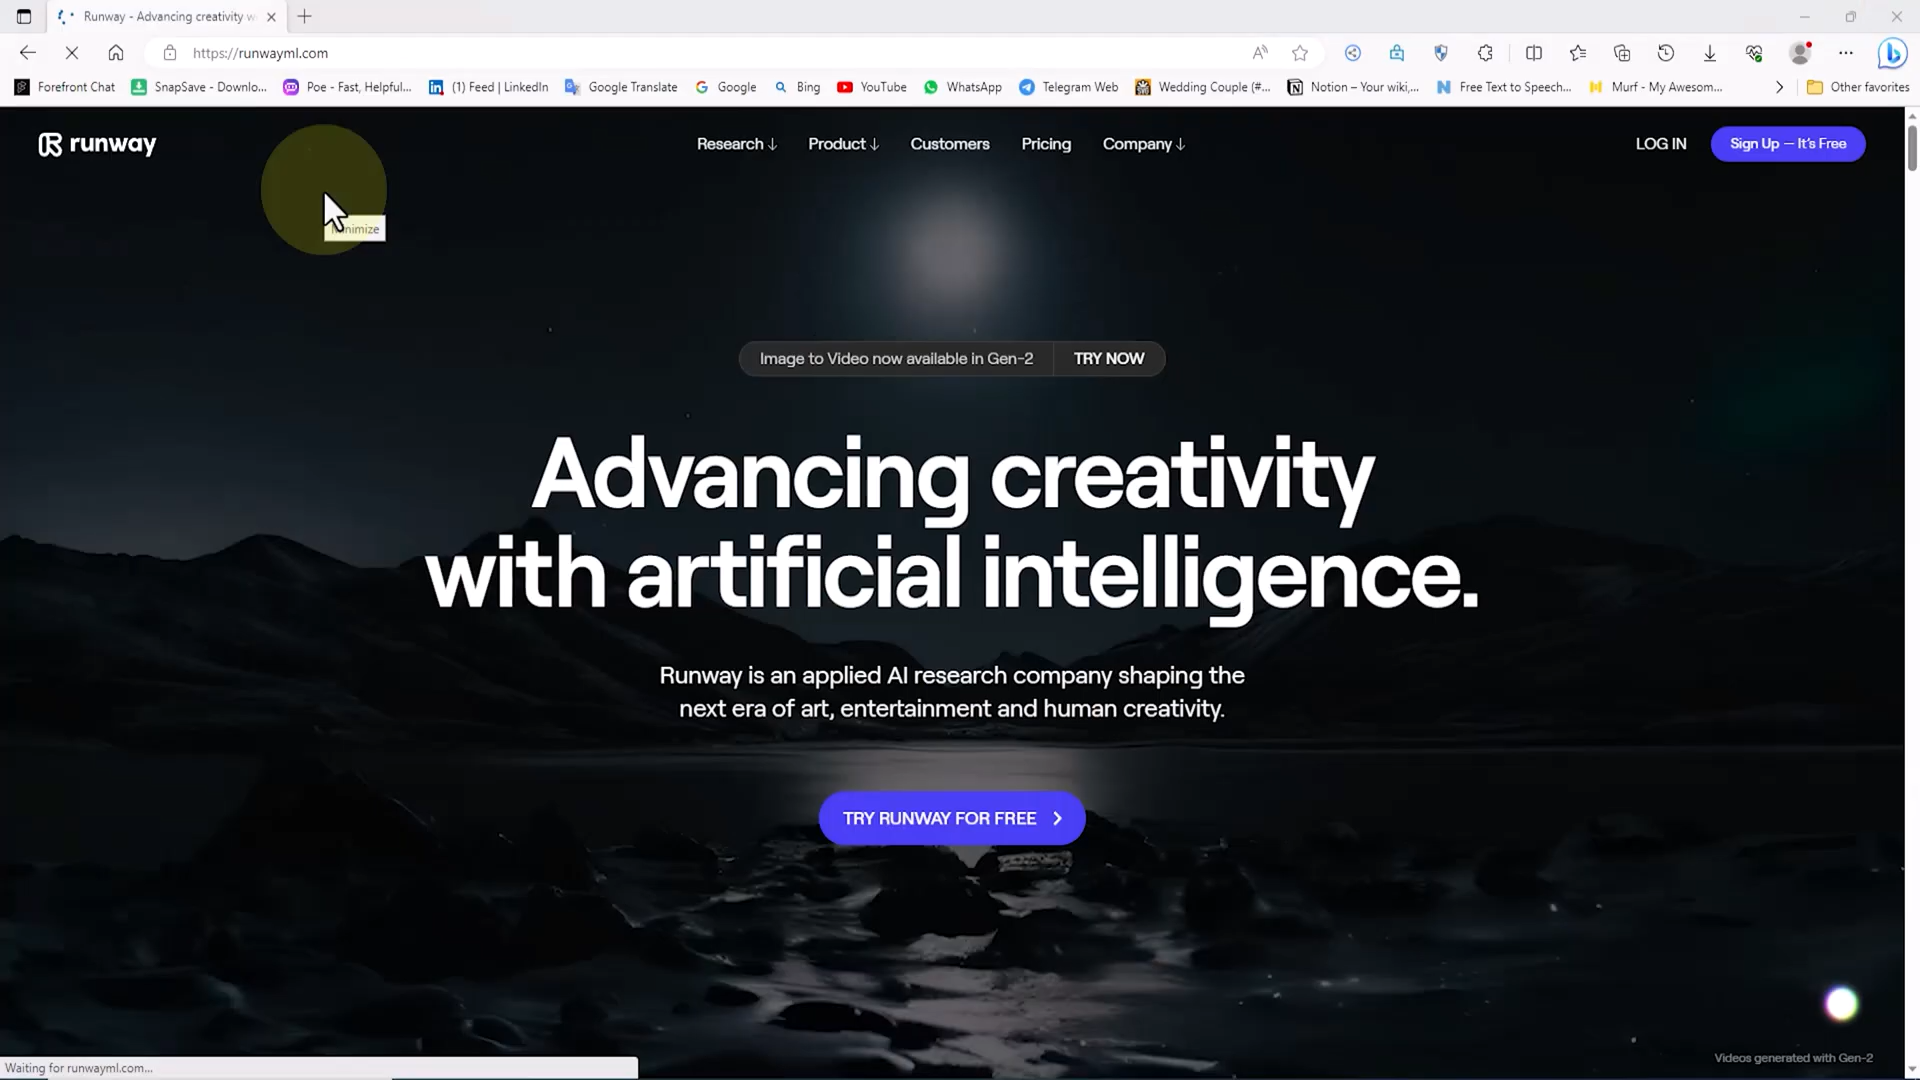 Runway - Advancing creativity w
https://runwayml.com
Forefront Chat
SnapSave - Downlo...
Poe - Fast, Helpful...
(1) Feed | LinkedIn
Google Translate
Google
Bing
YouTube
WhatsApp
Telegram Web
Wedding Couple (#...
Notion – Your wiki,...
Free Text to Speech...
Murf - My Awesom...
Other favorites
runway
Research ↓
Product ↓
Customers
Pricing
Company ↓
LOG IN
Sign Up — It's Free
Minimize
Image to Video now available in Gen-2
TRY NOW
Advancing creativity
with artificial intelligence.
Runway is an applied AI research company shaping the
next era of art, entertainment and human creativity.
TRY RUNWAY FOR FREE
Videos generated with Gen-2
Waiting for runwayml.com...